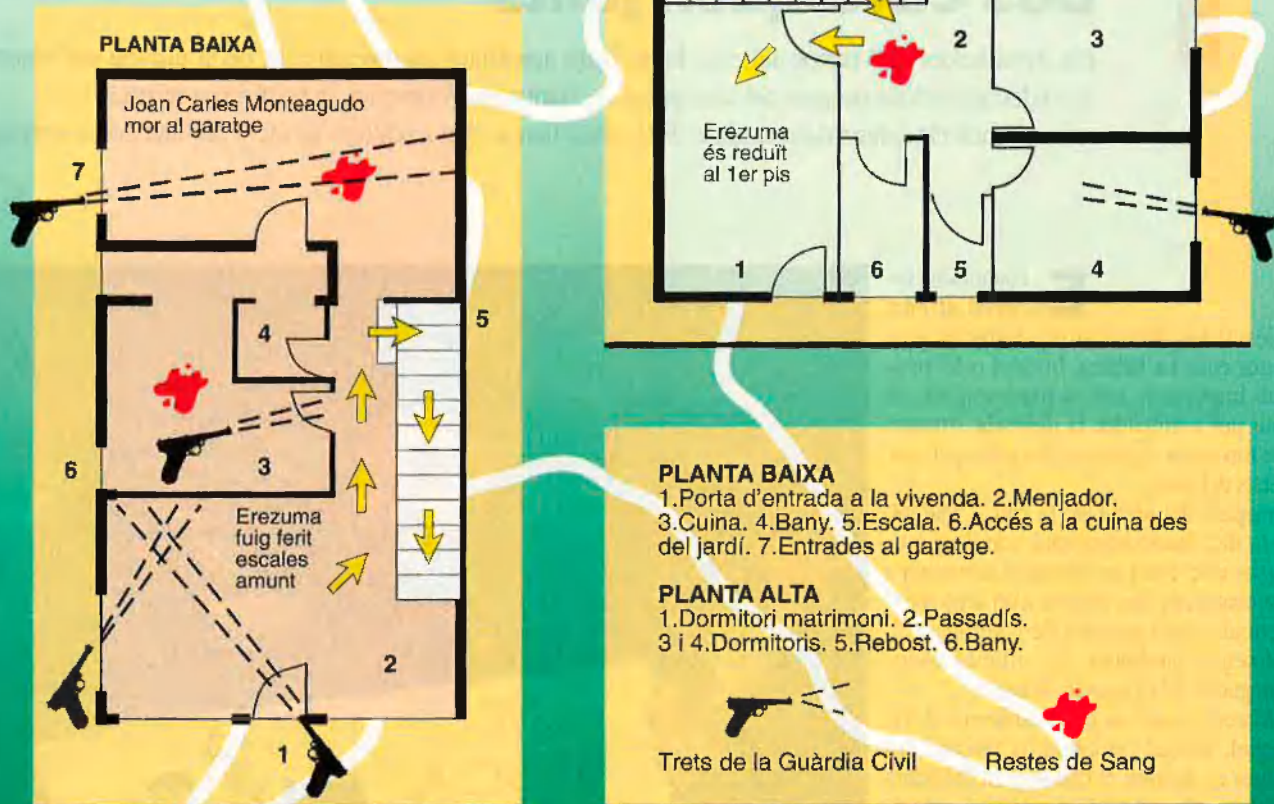 PLANTA BAIXA
Joan Carles Monteagudo
mor al garatge
7
4
5
3
6
Erezuma
fuig ferit
escales
amunt
2
1
2
3
Erezuma
és reduït
al 1er pis
1
6
5
4
PLANTA BAIXA
1.Porta d'entrada a la vivenda. 2.Menjador.
3.Cuina. 4.Bany. 5.Escala. 6.Accés a la cuina des
del jardí. 7.Entrades al garatge.
PLANTA ALTA
1.Dormitori matrimoni. 2.Passadís.
3 i 4.Dormitoris. 5.Rebost. 6.Bany.
Trets de la Guàrdia Civil
Restes de Sang